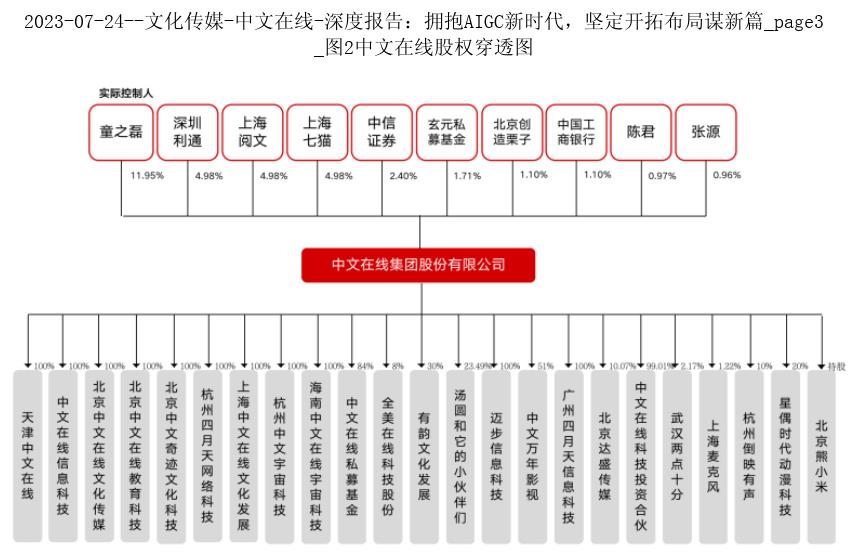 2023-07-24--文化传媒-中文在线-深度报告：拥抱AIGC新时代，坚定开拓布局谋新篇_page3
_图2中文在线股权穿透图
实际控制人
童之磊
深圳
利通
上海
阅文
上海
七猫
中信
证券
玄元私
募基金
北京创
造栗子
中国工
商银行
陈君
张源
11.95%
4.98%
4.98%
4.98%
2.40%
1.71%
1.10%
1.10%
0.97%
0.96%
中文在线集团股份有限公司
100%
100%
100%
100%
100%
100%
100%
100%
100%
84%
8%
30%
23.49%
100%
51%
100%
10.07%
99.01%
2.17%
1.22%
10%
20%
持股
天津中文在线
中文在线信息科技
北京中文在线文化传媒
北京中文在线教育科技
北京中文奇迹文化科技
杭州四月天网络科技
上海中文在线文化发展
杭州中文宇宙科技
海南中文在线宇宙科技
中文在线私募基金
全美在线科技股份
有韵文化发展
汤圆和它的小伙伴们
迈步信息科技
中文万年影视
广州四月天信息科技
北京达盛传媒
中文在线科技投资合伙
武汉两点十分
上海麦克风
杭州倒映有声
星偶时代动漫科技
北京熊小米